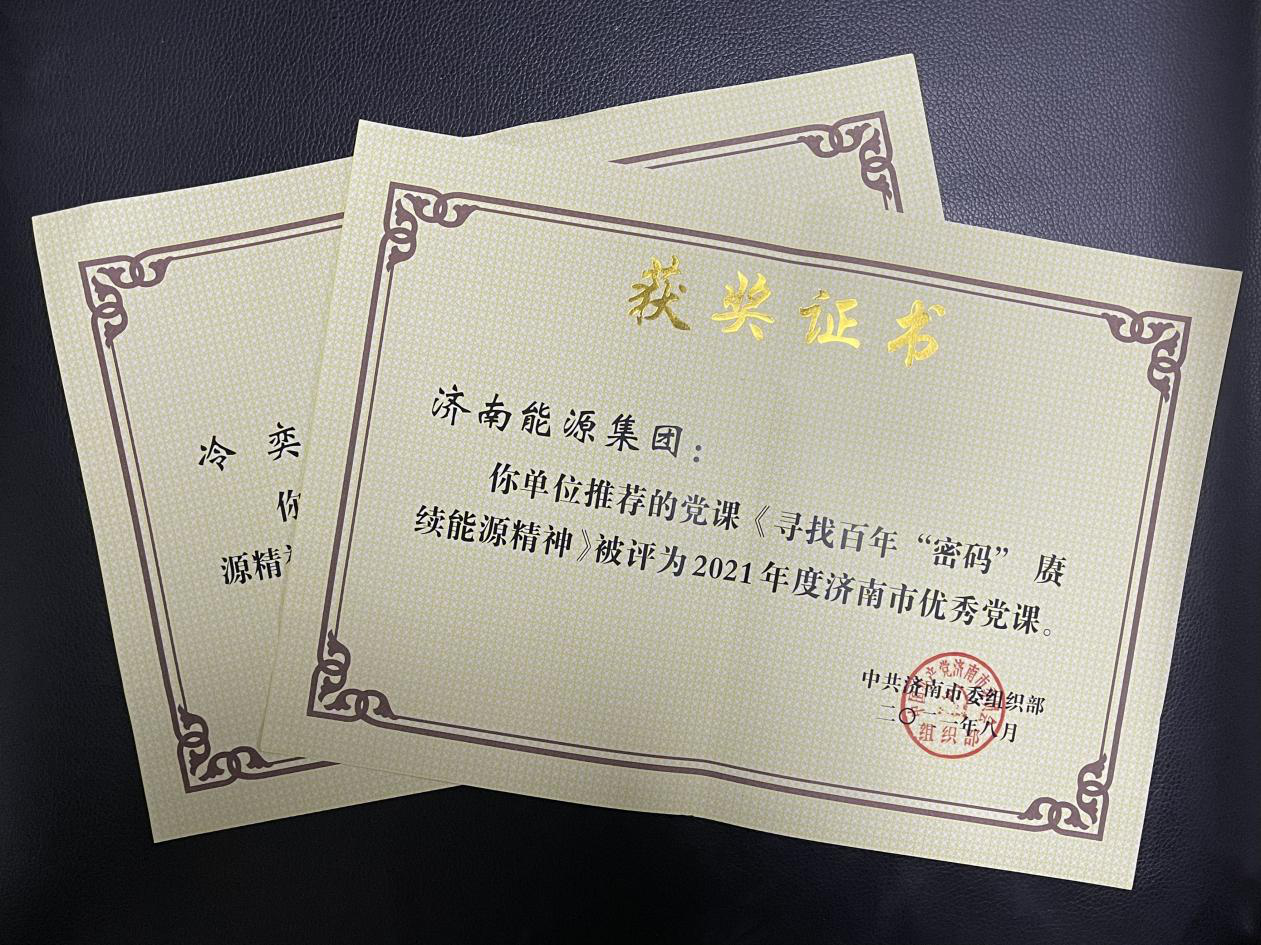 获奖证书
济南能源集团：
你单位推荐的党课《寻找百年“密码” 赓
续能源精神》被评为2021年度济南市优秀党课。
中共济南市委组织部
二〇二一年八月
组织部
冷 奕
你
源精